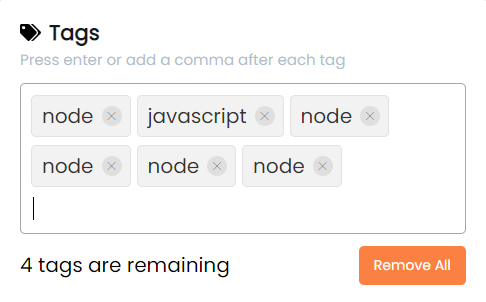 Tags
Press enter or add a comma after each tag
node javascript node
node node node
4 tags are remaining Remove All